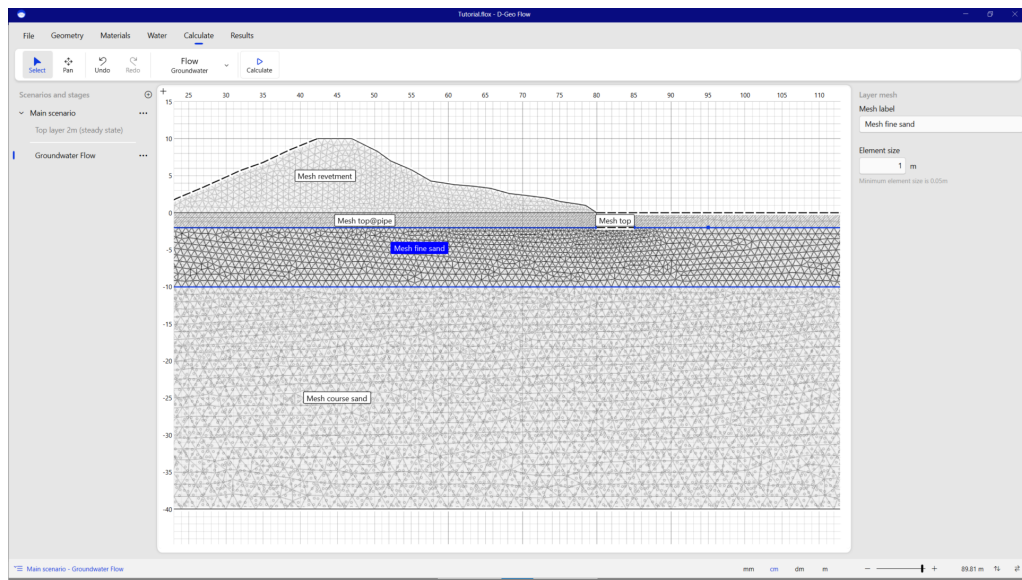 Tutorial.flox - D-Geo Flow
File Geometry Materials Water Calculate Results
Select Pan Undo Redo Flow Groundwater Calculate
Scenarios and stages
Main scenario
Top layer 2m (steady state)
Groundwater Flow
25 30 35 40 45 50 55 60 65 70 75 80 85 90 95 100 105 110
15
10
5
0
-5
-10
-15
-20
-25
-30
-35
-40
Mesh revetment
Mesh top@pipe
Mesh top
Mesh fine sand
Mesh course sand
Layer mesh
Mesh label
Mesh fine sand
Element size
1 m
Minimum element size is 0.05m
Main scenario - Groundwater Flow
mm cm dm m
89.81 m